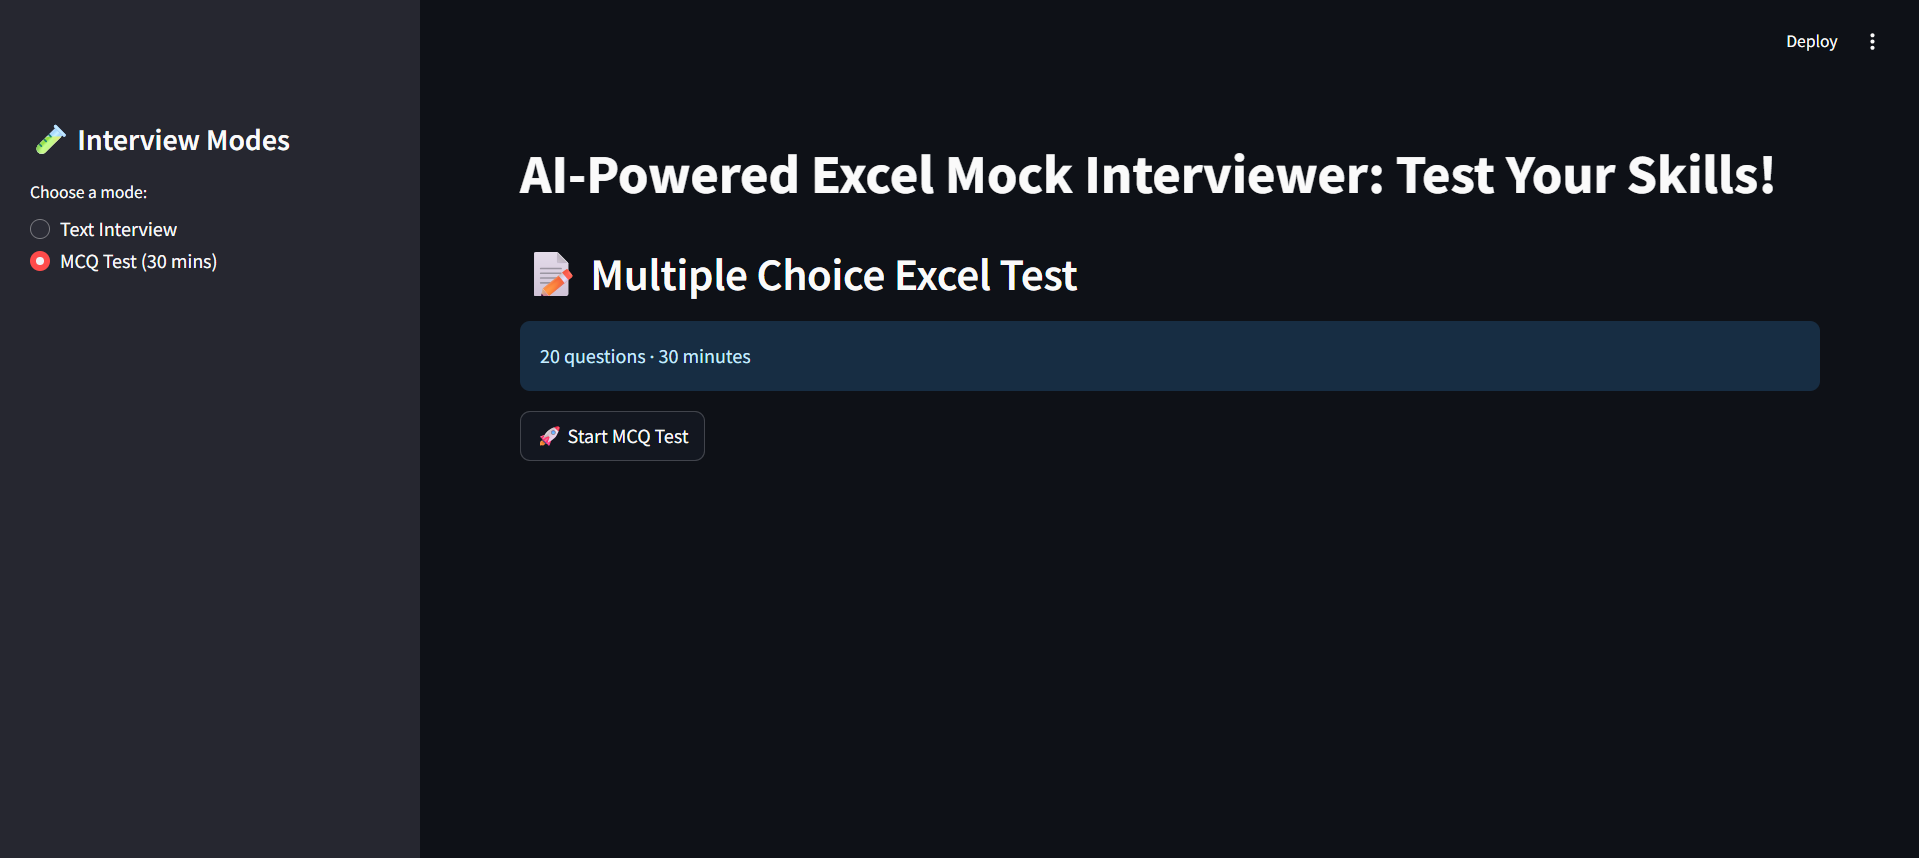 Deploy
🧪 Interview Modes
Choose a mode:
Text Interview
MCQ Test (30 mins)
AI-Powered Excel Mock Interviewer: Test Your Skills!
📝 Multiple Choice Excel Test
20 questions · 30 minutes
🚀 Start MCQ Test